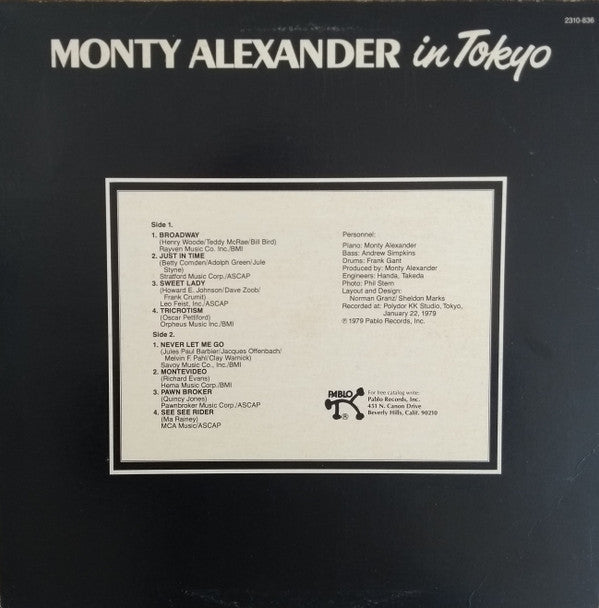 2310-836
MONTY ALEXANDER in Tokyo
Side 1.
1. BROADWAY
(Henry Woode/Teddy McRae/Bill Bird)
Rayven Music Co. Inc./BMI
2. JUST IN TIME
(Betty Comden/Adolph Green/Jule
Styne)
Stratford Music Corp./ASCAP
3. SWEET LADY
(Howard E. Johnson/Dave Zoob/
Frank Crumit)
Leo Feist, Inc./ASCAP
4. TRICROTISM
(Oscar Pettiford)
Orpheus Music Inc./BMI
Side 2.
1. NEVER LET ME GO
(Jules Paul Barbier/Jacques Offenbach/
Melvin F. Pahl/Clay Warnick)
Savoy Music Co., Inc./BMI
2. MONTEVIDEO
(Richard Evans)
Hema Music Corp./BMI
3. PAWN BROKER
(Quincy Jones)
Pawnbroker Music Corp./ASCAP
4. SEE SEE RIDER
(Ma Rainey)
MCA Music/ASCAP
Personnel:
Piano: Monty Alexander
Bass: Andrew Simpkins
Drums: Frank Gant
Produced by: Monty Alexander
Engineers: Handa, Takeda
Photo: Phil Stern
Layout and Design:
Norman Granz/ Sheldon Marks
Recorded at: Polydor KK Studio, Tokyo,
January 22, 1979
℗ 1979 Pablo Records, Inc.
PABLO
®
For free catalog write:
Pablo Records, Inc.
451 N. Canon Drive
Beverly Hills, Calif. 90210